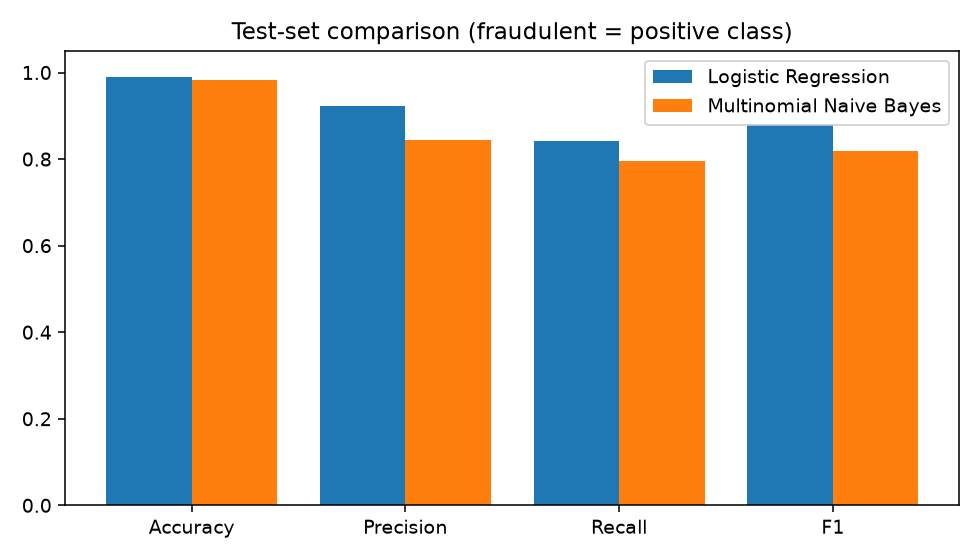 Test-set comparison (fraudulent = positive class)
Logistic Regression
Multinomial Naive Bayes
1.0
0.8
0.6
0.4
0.2
0.0
Accuracy
Precision
Recall
F1